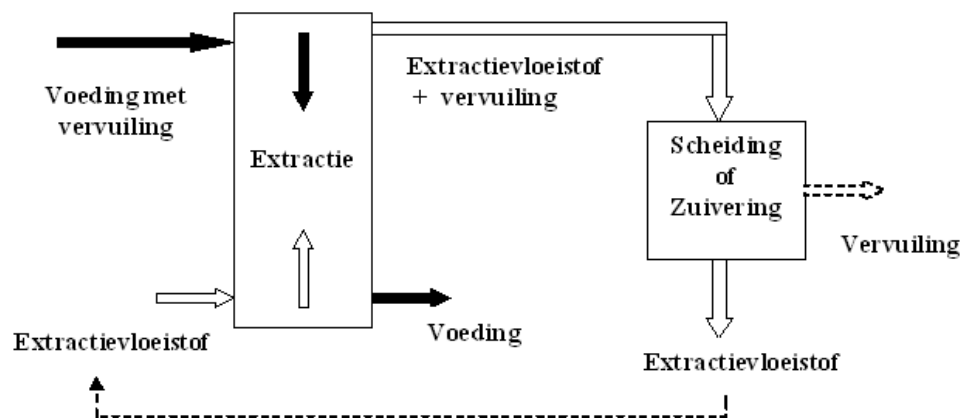 Voeding met
vervuiling
Extractievloeistof
+ vervuiling
Extractie
Scheiding
of
Zuivering
Vervuiling
Extractievloeistof
Voeding
Extractievloeistof